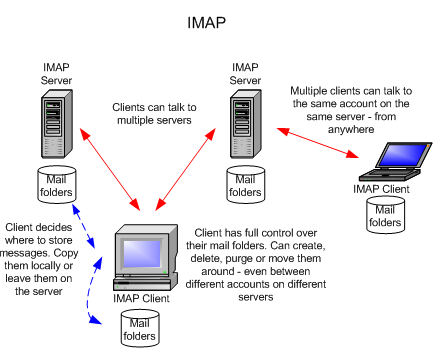 IMAP
IMAP
Server
IMAP
Server
Clients can talk to
multiple servers
Multiple clients can talk to
the same account on the
same server - from
anywhere
Mail
folders
Mail
folders
IMAP Client
Mail
folders
Client decides
where to store
messages. Copy
them locally or
leave them on
the server
Client has full control over
their mail folders. Can create,
delete, purge or move them
around - even between
different accounts on different
servers
IMAP Client
Mail
folders